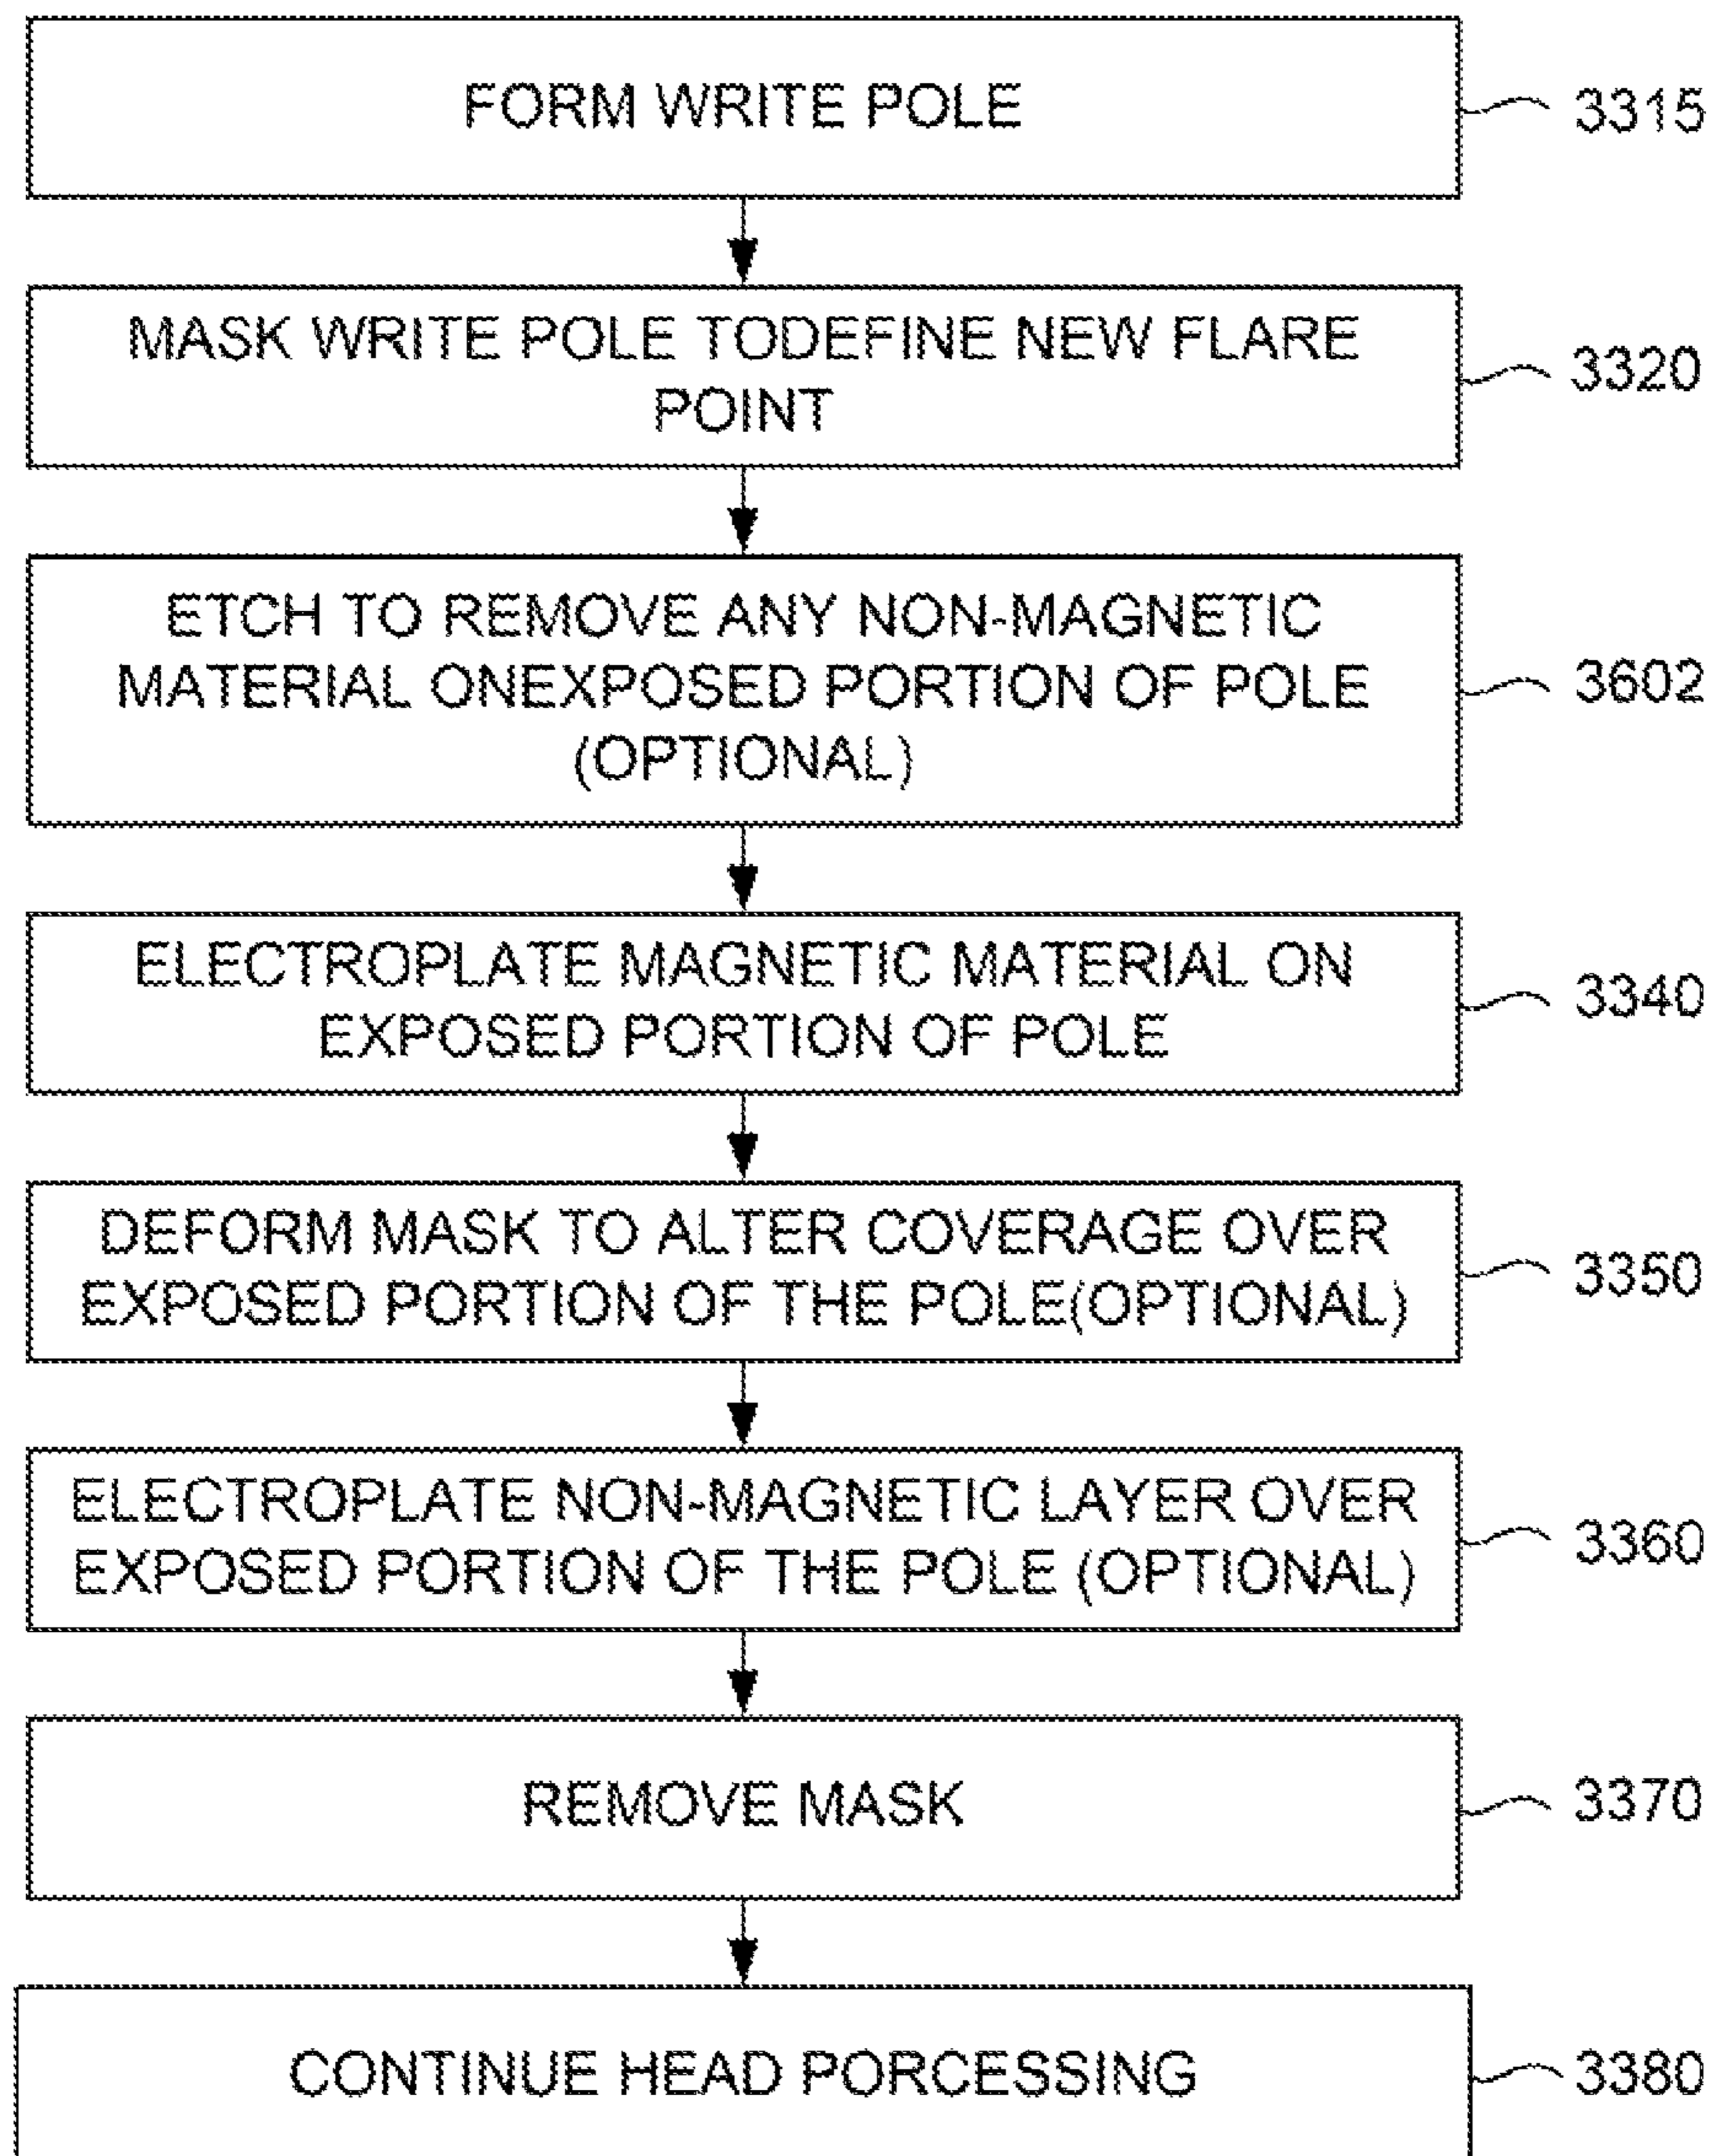 FORM WRITE POLE
3315
MASK WRITE POLE TODEFINE NEW FLARE
POINT
3320
ETCH TO REMOVE ANY NON-MAGNETIC
MATERIAL ONEXPOSED PORTION OF POLE
(OPTIONAL)
3602
ELECTROPLATE MAGNETIC MATERIAL ON
EXPOSED PORTION OF POLE
3340
DEFORM MASK TO ALTER COVERAGE OVER
EXPOSED PORTION OF THE POLE(OPTIONAL)
3350
ELECTROPLATE NON-MAGNETIC LAYER OVER
EXPOSED PORTION OF THE POLE (OPTIONAL)
3360
REMOVE MASK
3370
CONTINUE HEAD PORCESSING
3380